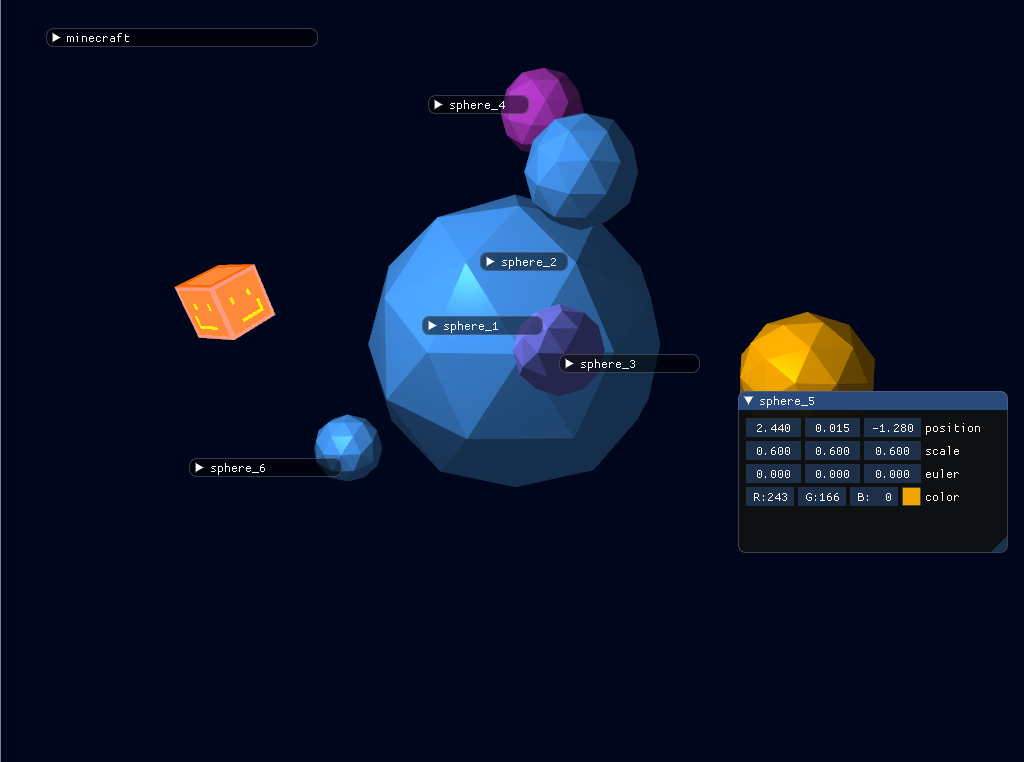 minecraft
sphere_4
sphere_2
sphere_1
sphere_3
sphere_5
2.440 0.015 -1.280 position
0.600 0.600 0.600 scale
0.000 0.000 0.000 euler
R:243 G:166 B: 0 color
sphere_6